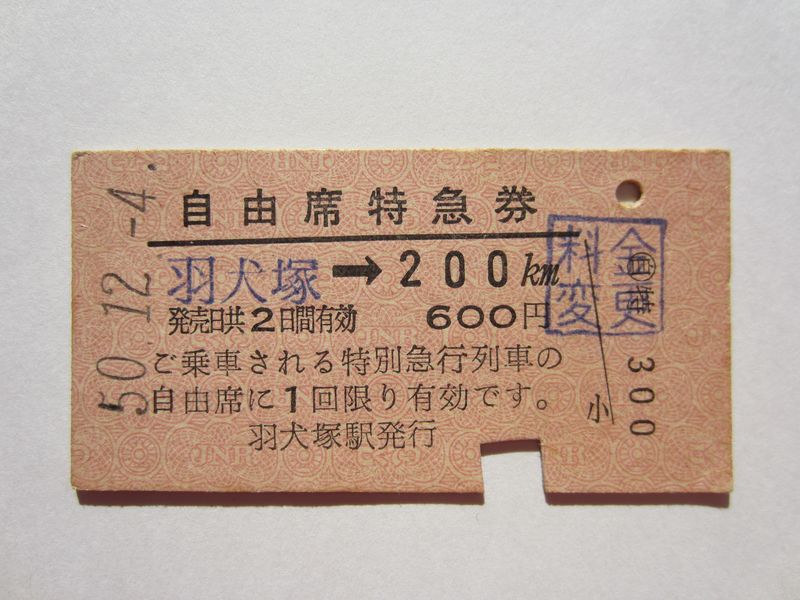 自由席特急券
羽犬塚→200km
発売日共2日間有効 600円
ご乗車される特別急行列車の
自由席に1回限り有効です。
羽犬塚駅発行
50.12.-4.
料金
変更
小
300
JNR